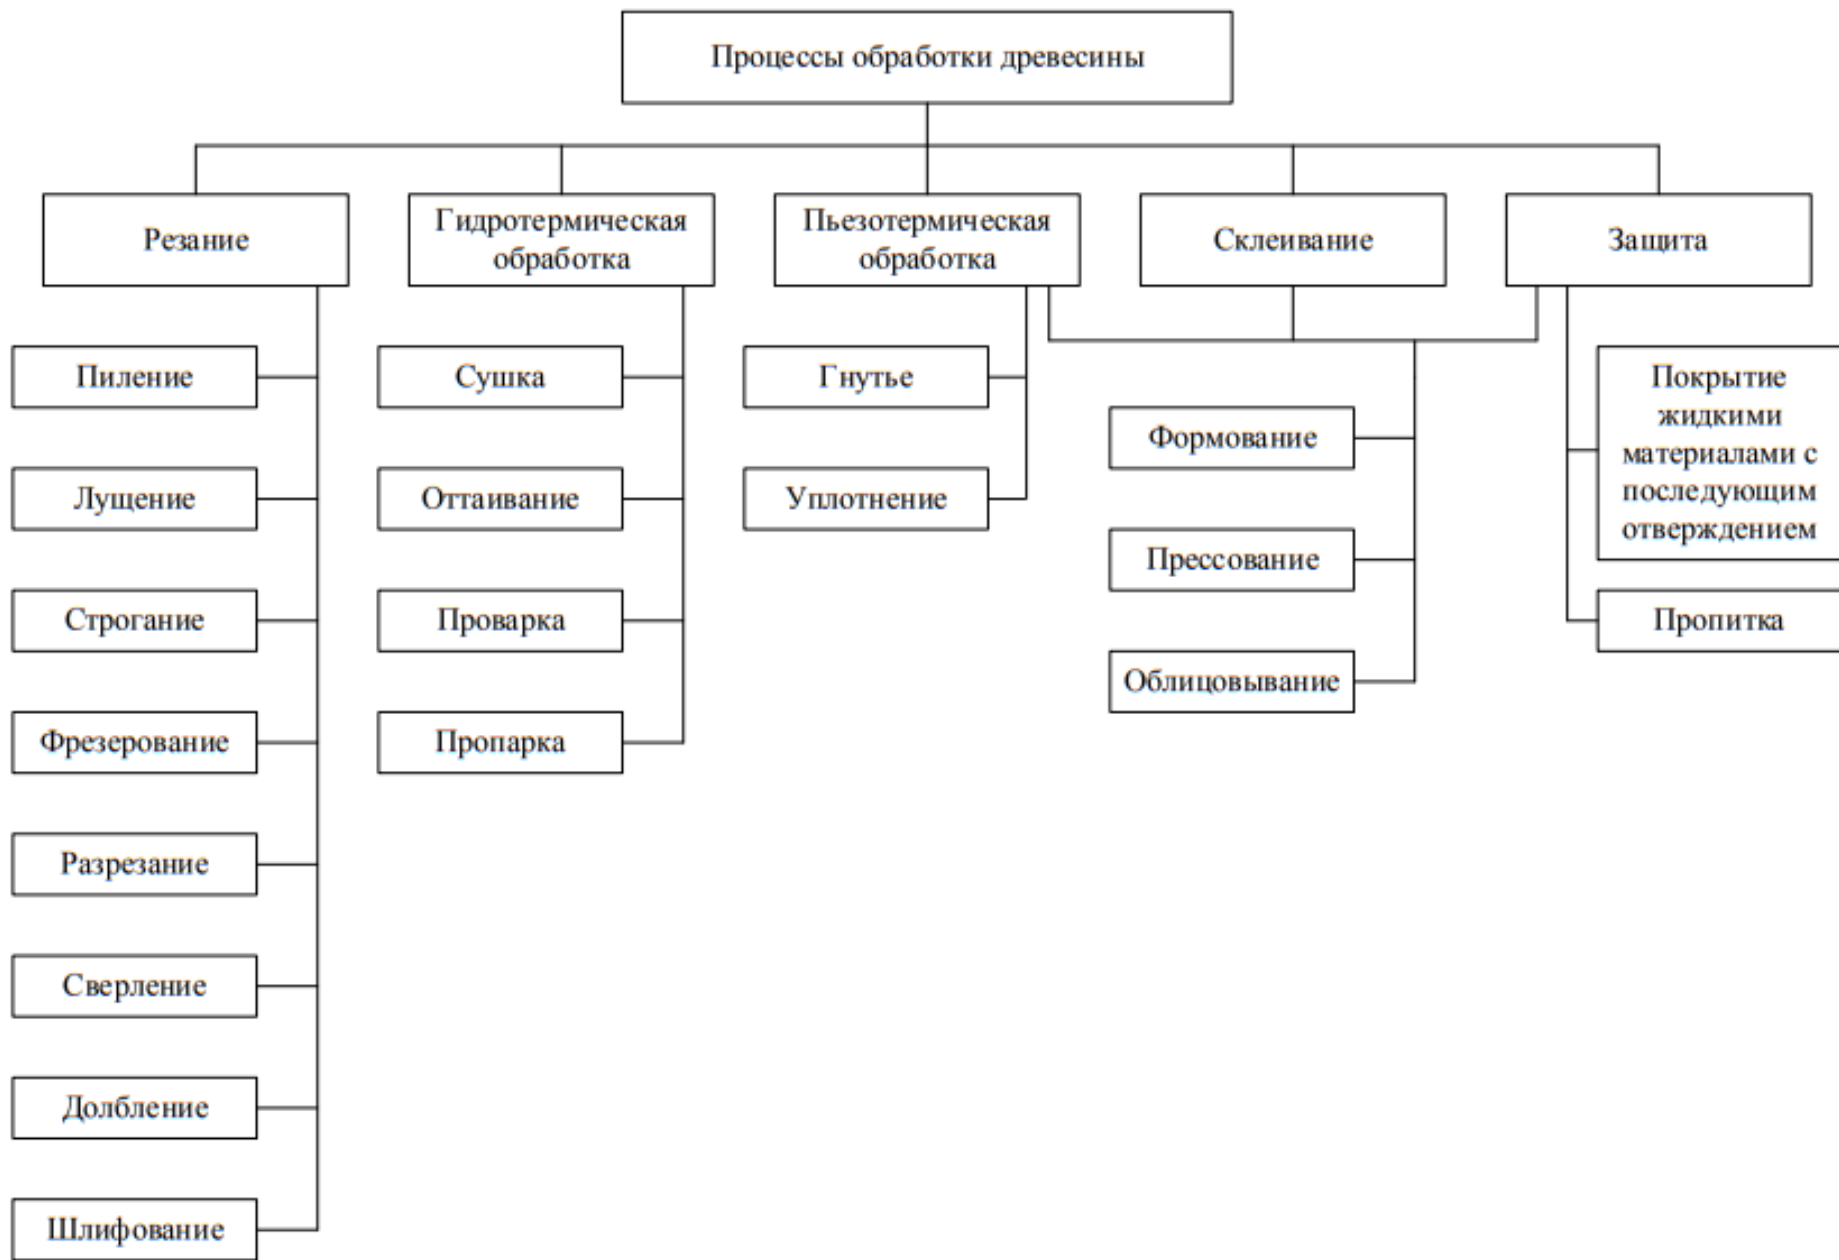 Процессы обработки древесины
Резание
Гидротермическая
обработка
Пьезотермическая
обработка
Склеивание
Защита
Пиление
Лущение
Строгание
Фрезерование
Разрезание
Сверление
Долбление
Шлифование
Сушка
Оттаивание
Проварка
Пропарка
Гнутье
Уплотнение
Формование
Прессование
Облицовывание
Покрытие
жидкими
материалами с
последующим
отверждением
Пропитка